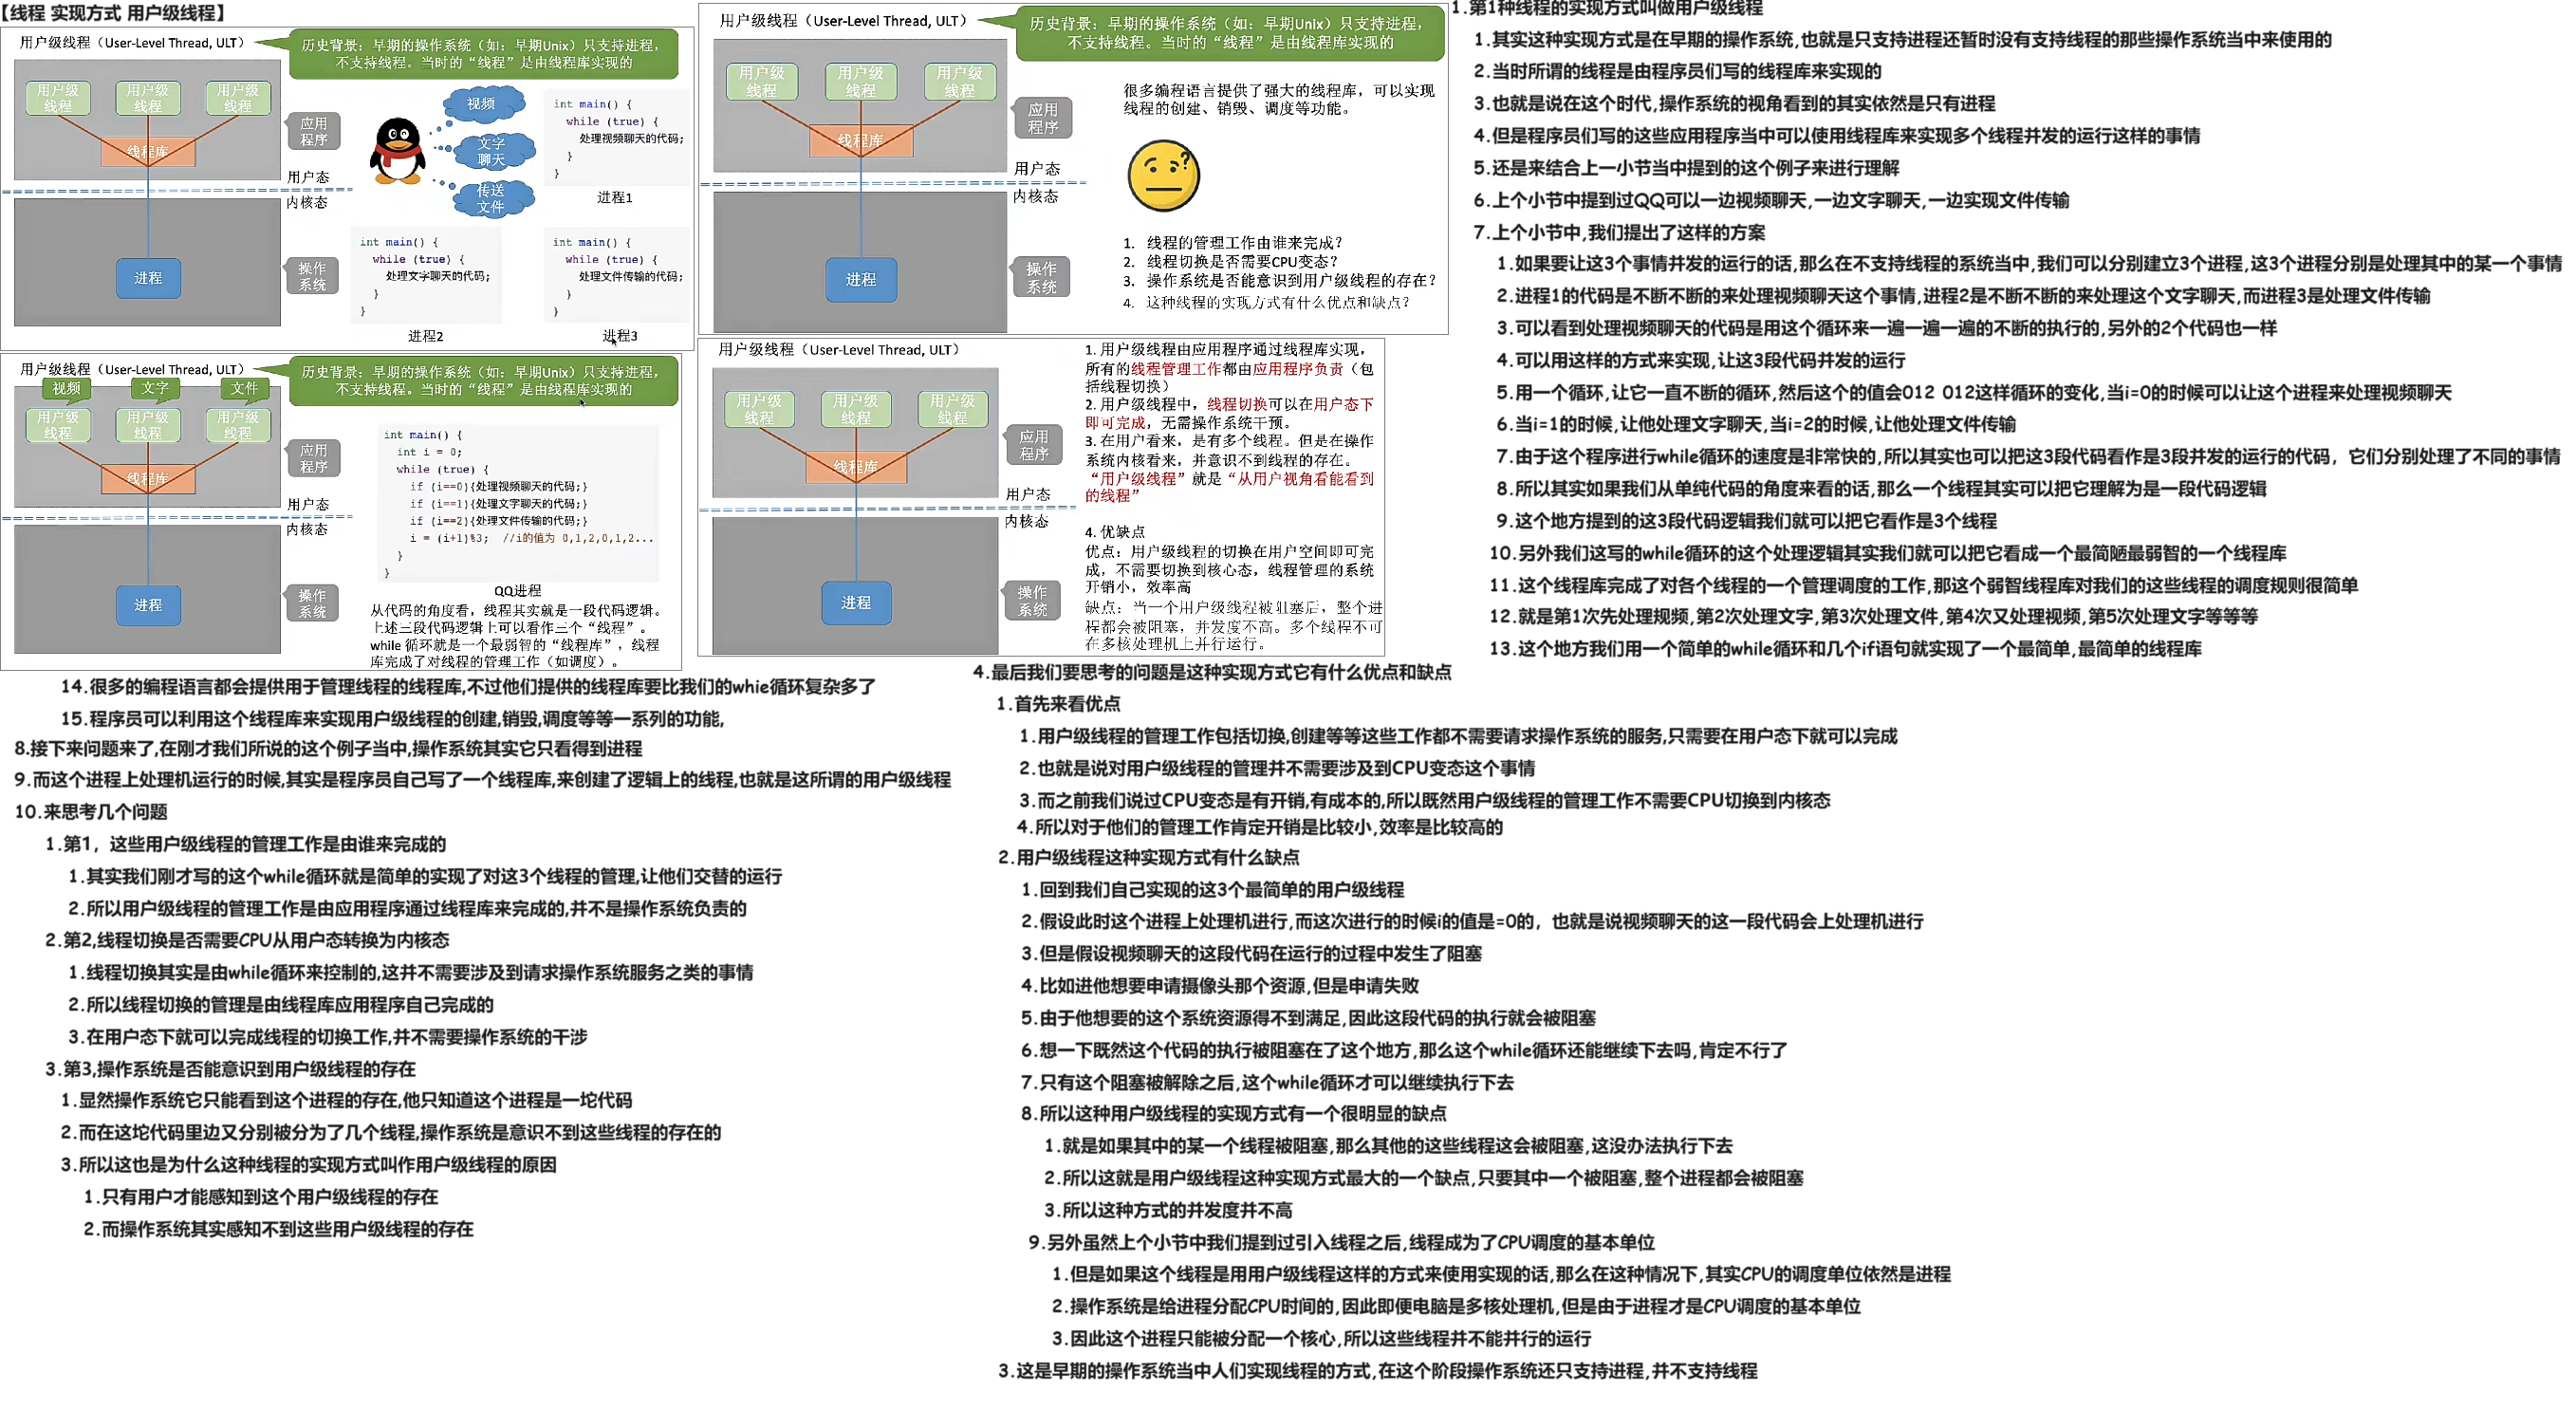 【线程 实现方式 用户级线程】
用户级线程（User-Level Thread, ULT）
历史背景：早期的操作系统（如：早期Unix）只支持进程，
不支持线程。当时的“线程”是由线程库实现的
用户级
线程
用户级
线程
用户级
线程
线程库
应用
程序
用户态
内核态
进程
操作
系统
视频
文字
聊天
传送
文件
int main() {
while (true) {
处理视频聊天的代码;
}
}
进程1
int main() {
while (true) {
处理文字聊天的代码;
}
}
进程2
int main() {
while (true) {
处理文件传输的代码;
}
}
进程3
用户级线程（User-Level Thread, ULT）
历史背景：早期的操作系统（如：早期Unix）只支持进程，
不支持线程。当时的“线程”是由线程库实现的
用户级
线程
用户级
线程
用户级
线程
线程库
应用
程序
用户态
内核态
进程
操作
系统
很多编程语言提供了强大的线程库，可以实现
线程的创建、销毁、调度等功能。
1. 线程的管理工作由谁来完成？
2. 线程切换是否需要CPU变态？
3. 操作系统是否能意识到用户级线程的存在？
4. 这种线程的实现方式有什么优点和缺点？
用户级线程（User-Level Thread, ULT）
历史背景：早期的操作系统（如：早期Unix）只支持进程，
不支持线程。当时的“线程”是由线程库实现的
视频
文字
文件
用户级
线程
用户级
线程
用户级
线程
线程库
应用
程序
用户态
内核态
进程
操作
系统
int main() {
int i = 0;
while (true) {
if (i==0){处理视频聊天的代码;}
if (i==1){处理文字聊天的代码;}
if (i==2){处理文件传输的代码;}
i = (i+1)%3; //i的值为 0,1,2,0,1,2...
}
}
QQ进程
从代码的角度看，线程其实就是一段代码逻辑。
上述三段代码逻辑上可以看作三个“线程”。
while 循环就是一个最弱智的“线程库”，线程
库完成了对线程的管理工作（如调度）。
用户级线程（User-Level Thread, ULT）
用户级
线程
用户级
线程
用户级
线程
线程库
应用
程序
用户态
内核态
进程
操作
系统
1. 用户级线程由应用程序通过线程库实现，
所有的线程管理工作都由应用程序负责（包
括线程切换）
2. 用户级线程中，线程切换可以在用户态下
即可完成，无需操作系统干预。
3. 在用户看来，是有多个线程。但是在操作
系统内核看来，并意识不到线程的存在。
“用户级线程”就是“从用户视角看能看到
的线程”
4. 优缺点
优点：用户级线程的切换在用户空间即可完
成，不需要切换到核心态，线程管理的系统
开销小，效率高
缺点：当一个用户级线程被阻塞后，整个进
程都会被阻塞，并发度不高。多个线程不可
在多核处理机上并行运行。
1.第1种线程的实现方式叫做用户级线程
1.其实这种实现方式是在早期的操作系统,也就是只支持进程还暂时没有支持线程的那些操作系统当中来使用的
2.当时所谓的线程是由程序员们写的线程库来实现的
3.也就是说在这个时代,操作系统的视角看到的其实依然是只有进程
4.但是程序员们写的这些应用程序当中可以使用线程库来实现多个线程并发的运行这样的事情
5.还是来结合上一小节当中提到的这个例子来进行理解
6.上个小节中提到过QQ可以一边视频聊天,一边文字聊天,一边实现文件传输
7.上个小节中,我们提出了这样的方案
1.如果要让这3个事情并发的运行的话,那么在不支持线程的系统当中,我们可以分别建立3个进程,这3个进程分别是处理其中的某一个事情
2.进程1的代码是不断不断的来处理视频聊天这个事情,进程2是不断不断的来处理这个文字聊天,而进程3是处理文件传输
3.可以看到处理视频聊天的代码是用这个循环来一遍一遍一遍的不断的执行的,另外的2个代码也一样
4.可以用这样的方式来实现,让这3段代码并发的运行
5.用一个循环,让它一直不断的循环,然后这个的值会012 012这样循环的变化,当i=0的时候可以让这个进程来处理视频聊天
6.当i=1的时候,让他处理文字聊天,当i=2的时候,让他处理文件传输
7.由于这个程序进行while循环的速度是非常快的,所以其实也可以把这3段代码看作是3段并发的运行的代码，它们分别处理了不同的事情
8.所以其实如果我们从单纯代码的角度来看的话,那么一个线程其实可以把它理解为是一段代码逻辑
9.这个地方提到的这3段代码逻辑我们就可以把它看作是3个线程
10.另外我们这写的while循环的这个处理逻辑其实我们就可以把它看成一个最简陋最弱智的一个线程库
11.这个线程库完成了对各个线程的一个管理调度的工作,那这个弱智线程库对我们的这些线程的调度规则很简单
12.就是第1次先处理规频,第2次处理文字,第3次处理文件,第4次又处理视频,第5次处理文字等等等
13.这个地方我们用一个简单的while循环和几个if语句就实现了一个最简单,最简单的线程库
14.很多的编程语言都会提供用于管理线程的线程库,不过他们提供的线程库要比我们的whie循环复杂多了
15.程序员可以利用这个线程库来实现用户级线程的创建,销毁,调度等等一系列的功能,
8.接下来问题来了,在刚才我们所说的这个例子当中,操作系统其实它只看得到进程
9.而这个进程上处理机运行的时候,其实是程序员自己写了一个线程库,来创建了逻辑上的线程,也就是这所谓的用户级线程
10.来思考几个问题
1.第1，这些用户级线程的管理工作是由谁来完成的
1.其实我们刚才写的这个while循环就是简单的实现了对这3个线程的管理,让他们交替的运行
2.所以用户级线程的管理工作是由应用程序通过线程库来完成的,并不是操作系统负责的
2.第2,线程切换是否需要CPU从用户态转换为内核态
1.线程切换其实是由while循环来控制的,这并不需要涉及到请求操作系统服务之类的事情
2.所以线程切换的管理是由线程库应用程序自己完成的
3.在用户态下就可以完成线程的切换工作,并不需要操作系统的干涉
3.第3,操作系统是否能意识到用户级线程的存在
1.显然操作系统它只能看到这个进程的存在,他只知道这个进程是一坨代码
2.而在这坨代码里边又分别被分为了几个线程,操作系统是意识不到这些线程的存在的
3.所以这也是为什么这种线程的实现方式叫作用户级线程的原因
1.只有用户才能感知到这个用户级线程的存在
2.而操作系统其实感知不到这些用户级线程的存在
4.最后我们要思考的问题是这种实现方式它有什么优点和缺点
1.首先来看优点
1.用户级线程的管理工作包括切换,创建等等这些工作都不需要请求操作系统的服务,只需要在用户态下就可以完成
2.也就是说对用户级线程的管理并不需要涉及到CPU变态这个事情
3.而之前我们说过CPU变态是有开销,有成本的,所以既然用户级线程的管理工作不需要CPU切换到内核态
4.所以对于他们的管理工作肯定开销是比较小,效率是比较高的
2.用户级线程这种实现方式有什么缺点
1.回到我们自己实现的这3个最简单的用户级线程
2.假设此时这个进程上处理机进行,而这次进行的时候i的值是=0的，也就是说视频聊天的这一段代码会上处理机进行
3.但是假设视频聊天的这段代码在运行的过程中发生了阻塞
4.比如进他想要申请摄像头那个资源,但是申请失败
5.由于他想要的这个系统资源得不到满足,因此这段代码的执行就会被阻塞
6.想一下既然这个代码的执行被阻塞在了这个地方,那么这个while循环还能继续下去吗,肯定不行了
7.只有这个阻塞被解除之后,这个while循环才可以继续执行下去
8.所以这种用户级线程的实现方式有一个很明显的缺点
1.就是如果其中的某一个线程被阻塞,那么其他的这些线程这会被阻塞,这没办法执行下去
2.所以这就是用户级线程这种实现方式最大的一个缺点,只要其中一个被阻塞,整个进程都会被阻塞
3.所以这种方式的并发度并不高
9.另外虽然上个小节中我们提到过引入线程之后,线程成为了CPU调度的基本单位
1.但是如果这个线程是用用户级线程这样的方式来使用实现的话,那么在这种情况下,其实CPU的调度单位依然是进程
2.操作系统是给进程分配CPU时间的,因此即便电脑是多核处理机,但是由于进程才是CPU调度的基本单位
3.因此这个进程只能被分配一个核心,所以这些线程并不能并行的运行
3.这是早期的操作系统当中人们实现线程的方式,在这个阶段操作系统还只支持进程,并不支持线程